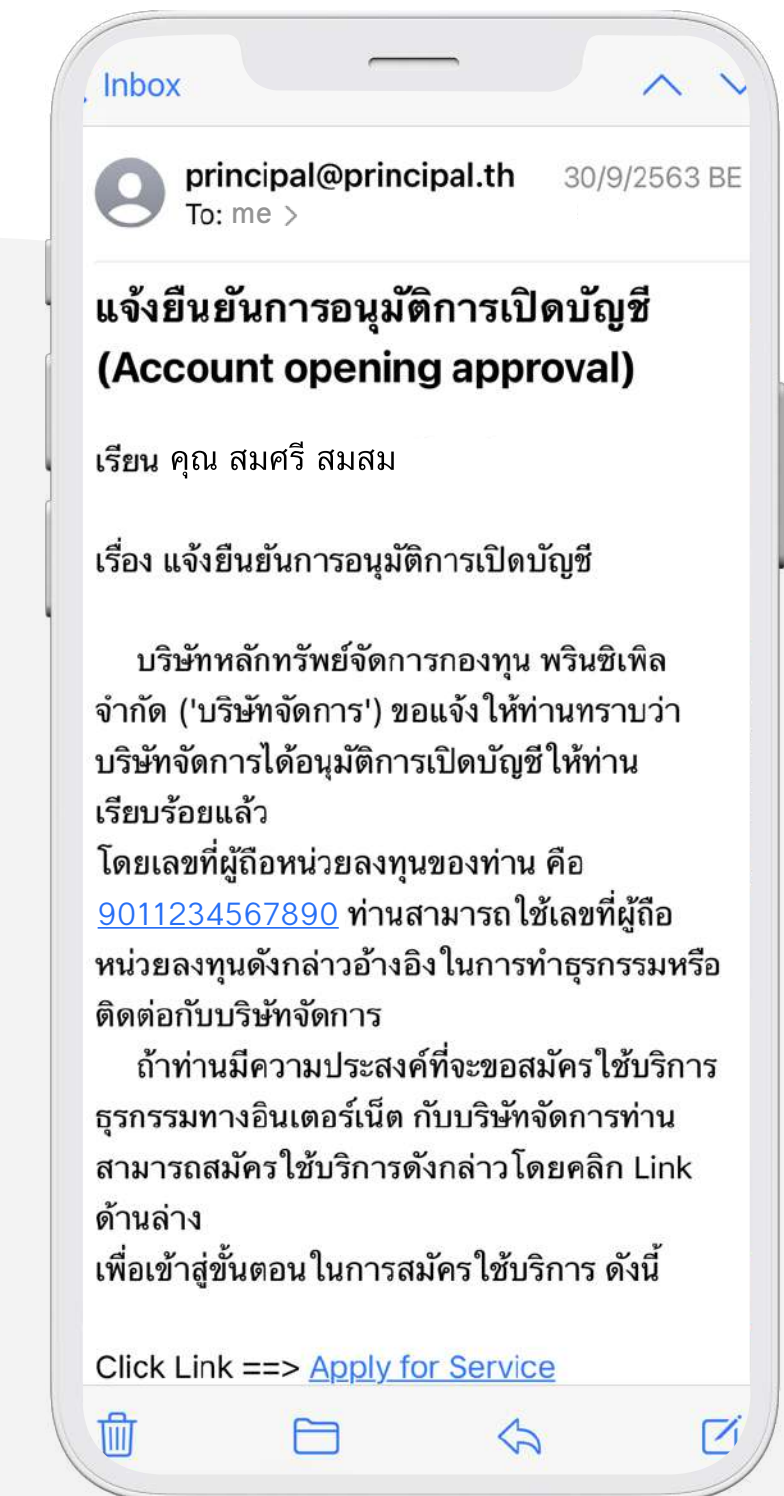 Inbox
principal@principal.th 30/9/2563 BE
To: me >
แจ้งยืนยันการอนุมัติการเปิดบัญชี
(Account opening approval)
เรียน คุณ สมศรี สมสม
เรื่อง แจ้งยืนยันการอนุมัติการเปิดบัญชี
บริษัทหลักทรัพย์จัดการกองทุน พรินซิเพิล
จำกัด ('บริษัทจัดการ') ขอแจ้งให้ท่านทราบว่า
บริษัทจัดการได้อนุมัติการเปิดบัญชีให้ท่าน
เรียบร้อยแล้ว
โดยเลขที่ผู้ถือหน่วยลงทุนของท่าน คือ
9011234567890 ท่านสามารถใช้เลขที่ผู้ถือ
หน่วยลงทุนดังกล่าวอ้างอิงในการทำธุรกรรมหรือ
ติดต่อกับบริษัทจัดการ
ถ้าท่านมีความประสงค์ที่จะขอสมัครใช้บริการ
ธุรกรรมทางอินเตอร์เน็ต กับบริษัทจัดการท่าน
สามารถสมัครใช้บริการดังกล่าวโดยคลิก Link
ด้านล่าง
เพื่อเข้าสู่ขั้นตอนในการสมัครใช้บริการ ดังนี้
Click Link ==> Apply for Service